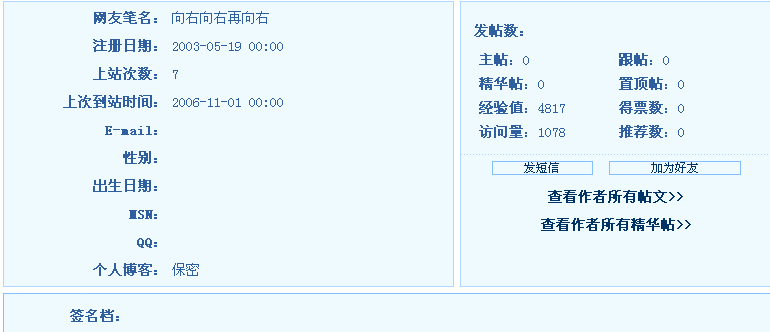 网友笔名： 向右向右再向右
注册日期： 2003-05-19 00:00
上站次数： 7
上次到站时间： 2006-11-01 00:00
E-mail：
性别：
出生日期：
MSN：
QQ：
个人博客： 保密
发帖数：
主帖：0 跟帖：0
精华帖：0 置顶帖：0
经验值：4817 得票数：0
访问量：1078 推荐数：0
发短信 加为好友
查看作者所有帖文>>
查看作者所有精华帖>>
签名档：